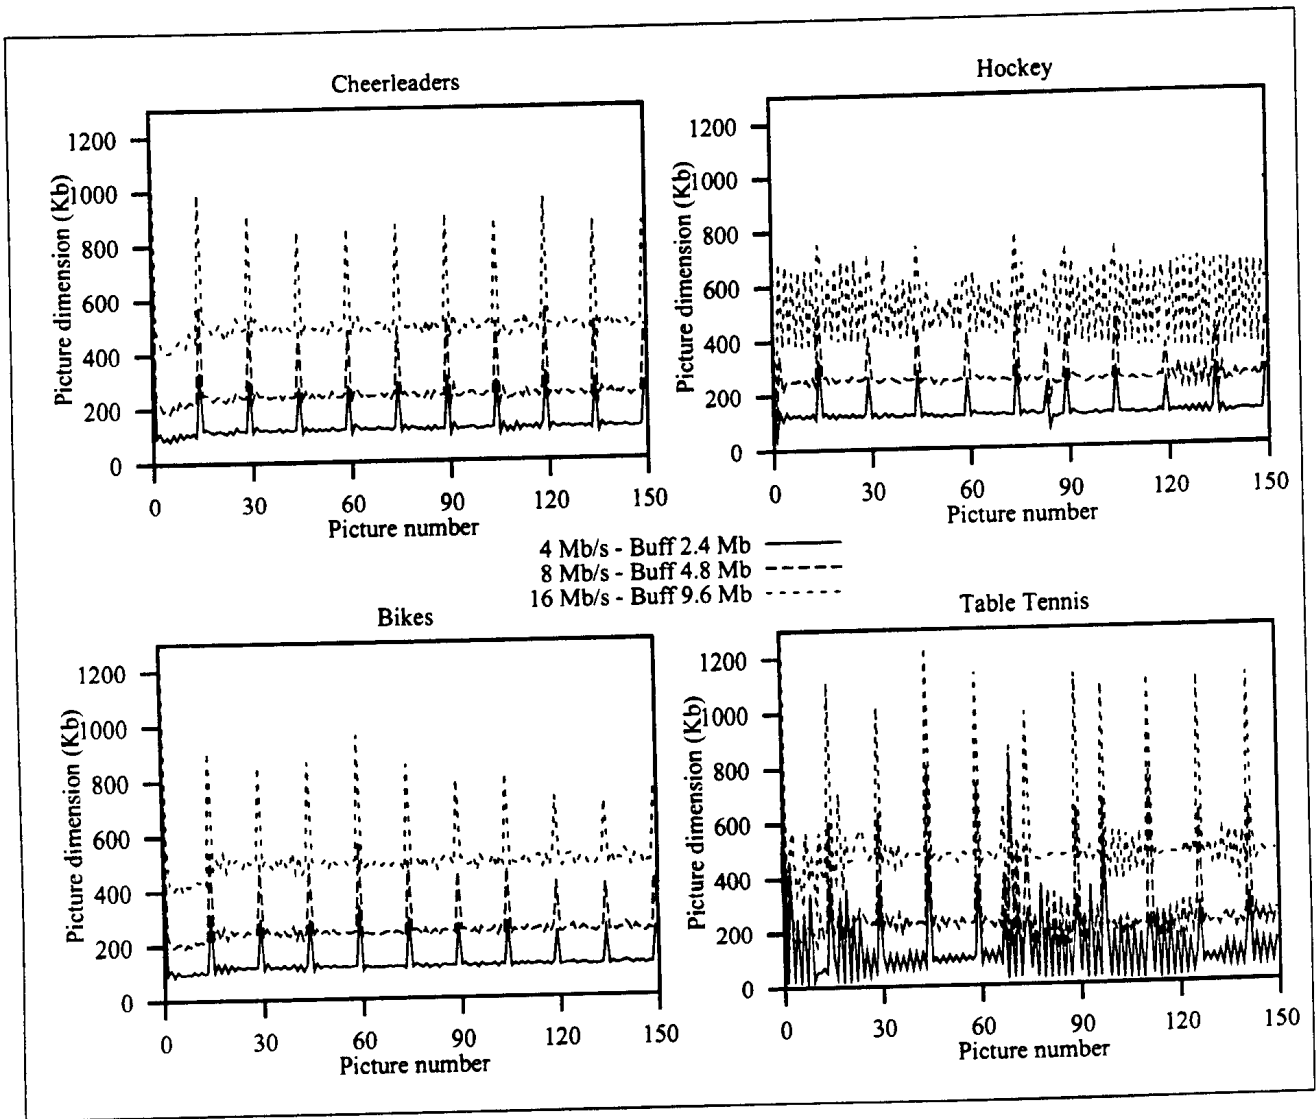 Cheerleaders
Picture dimension (Kb)
1200
1000
800
600
400
200
0
0 30 60 90 120 150
Picture number
Hockey
Picture dimension (Kb)
1200
1000
800
600
400
200
0
0 30 60 90 120 150
Picture number
4 Mb/s - Buff 2.4 Mb
8 Mb/s - Buff 4.8 Mb
16 Mb/s - Buff 9.6 Mb
Bikes
Picture dimension (Kb)
1200
1000
800
600
400
200
0
0 30 60 90 120 150
Picture number
Table Tennis
Picture dimension (Kb)
1200
1000
800
600
400
200
0
0 30 60 90 120 150
Picture number